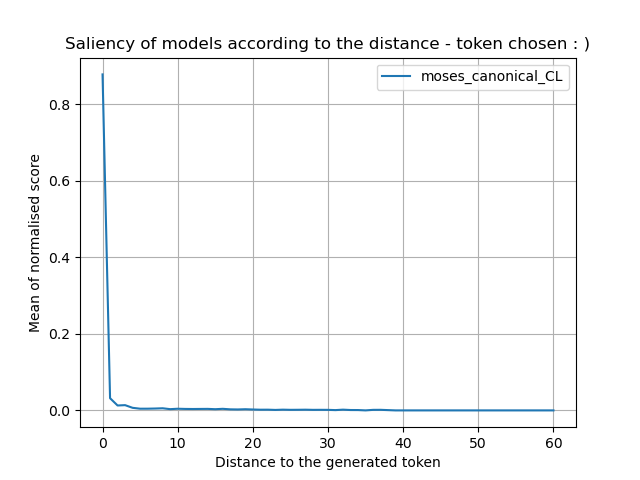 Saliency of models according to the distance - token chosen : )
moses_canonical_CL
Mean of normalised score
0.8
0.6
0.4
0.2
0.0
0 10 20 30 40 50 60
Distance to the generated token